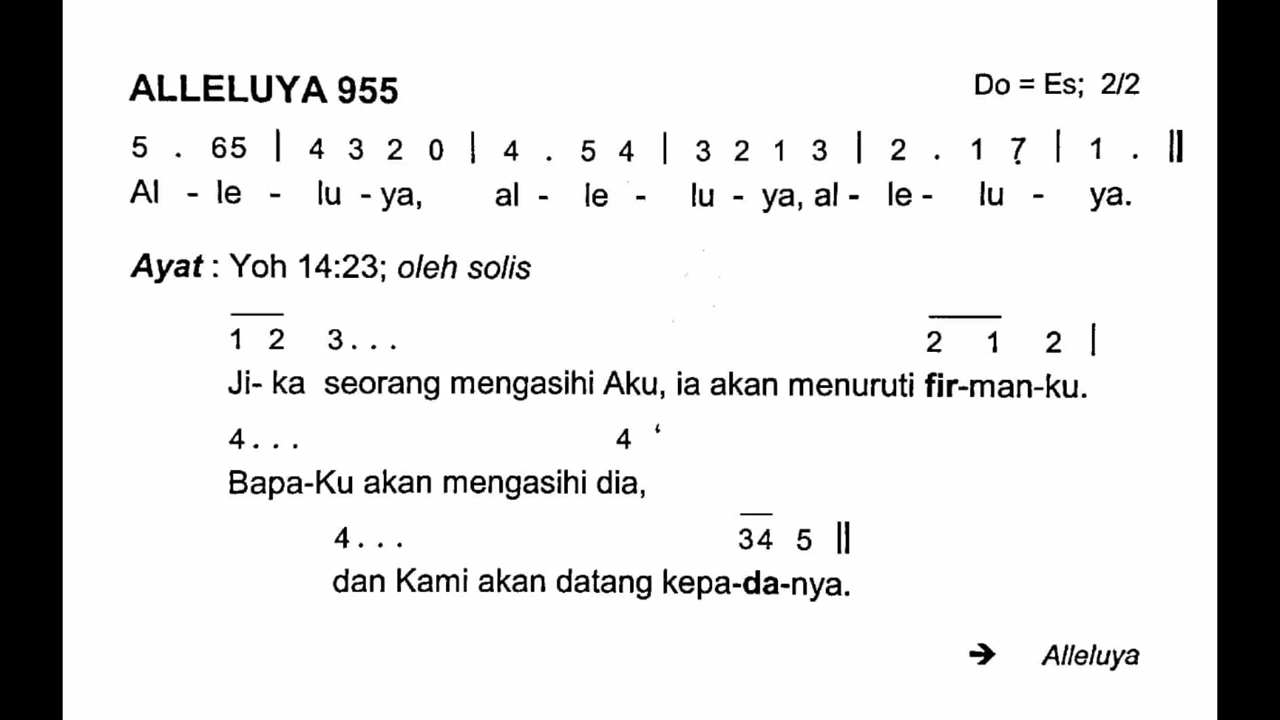 ALLELUYA 955 Do = Es; 2/2
5 . 65 | 4 3 2 0 | 4 . 5 4 | 3 2 1 3 | 2 . 1 7̣ | 1 . ||
Al - le - lu - ya, al - le - lu - ya, al - le - lu - ya.
Ayat : Yoh 14:23; oleh solis
1 2 3 . . . 2 1 2 |
Ji- ka seorang mengasihi Aku, ia akan menuruti fir-man-ku.
4 . . . 4 ‘
Bapa-Ku akan mengasihi dia,
4 . . . 34 5 ||
dan Kami akan datang kepa-da-nya.
→ Alleluya